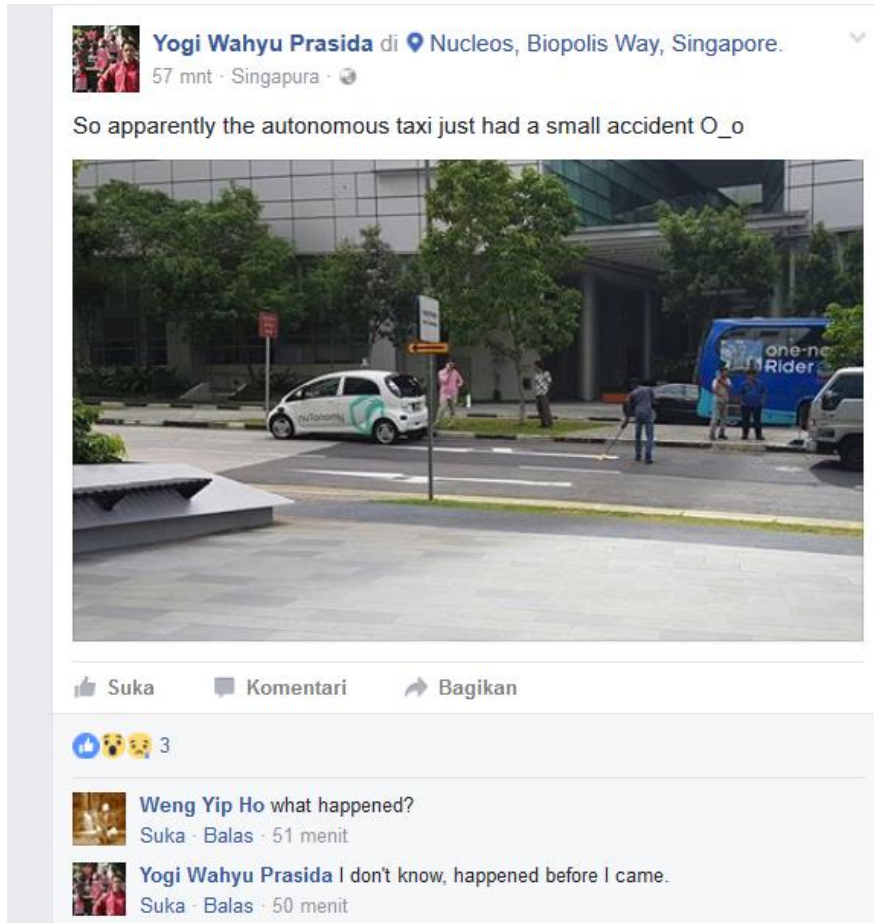 Yogi Wahyu Prasida di Nucleos, Biopolis Way, Singapore.
57 mnt · Singapura ·
So apparently the autonomous taxi just had a small accident O_o
one-no
Rider
nuTonomy
Suka Komentari Bagikan
3
Weng Yip Ho what happened?
Suka · Balas · 51 menit
Yogi Wahyu Prasida I don't know, happened before I came.
Suka · Balas · 50 menit